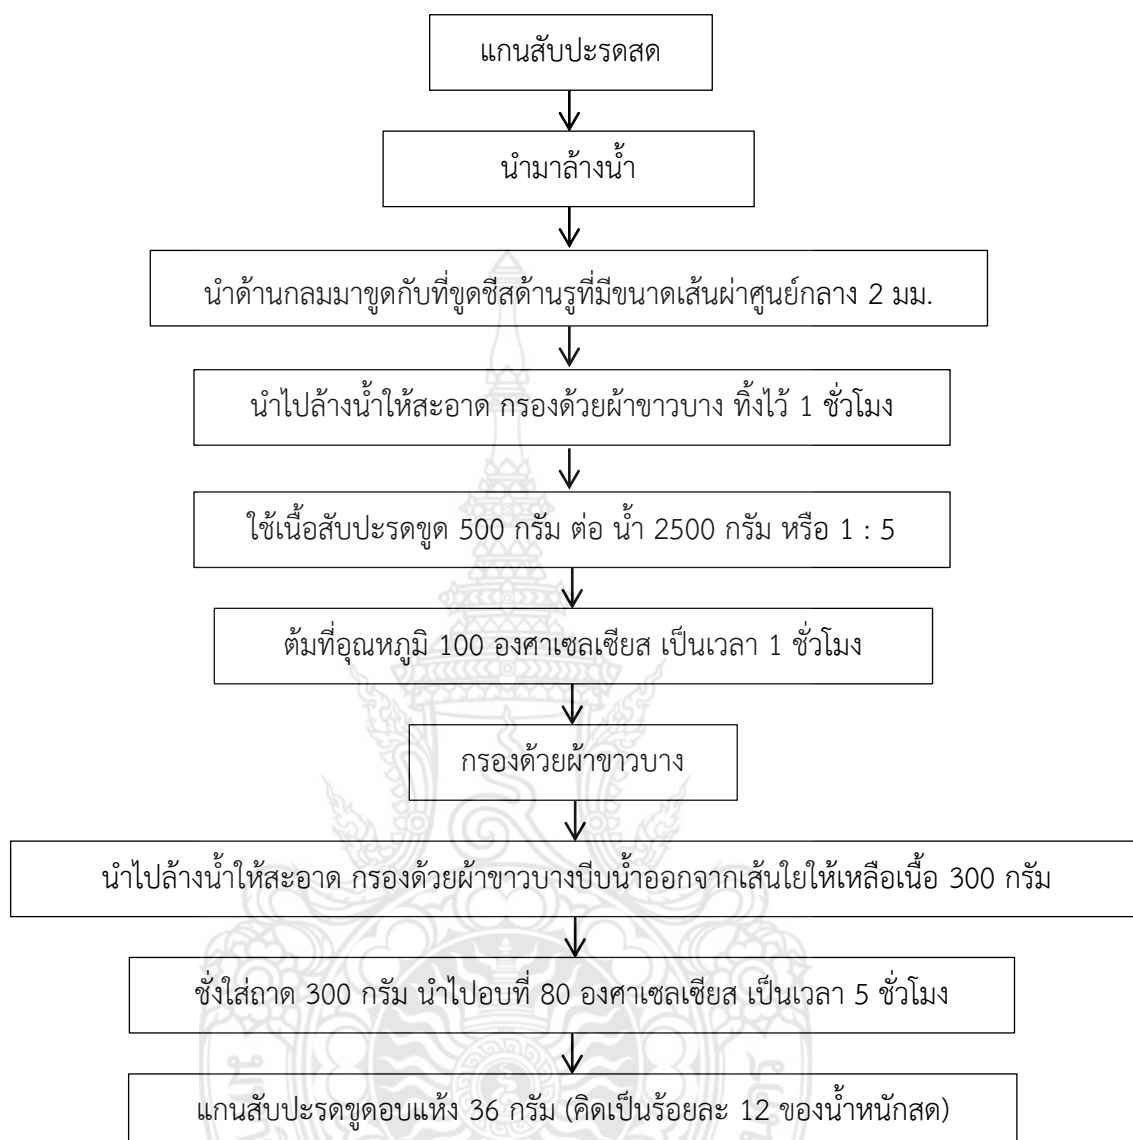 แกนสับปะรดสด
นำมาล้างน้ำ
นำด้านกลมมาขูดกับที่ขูดชีสด้านรูที่มีขนาดเส้นผ่าศูนย์กลาง 2 มม.
นำไปล้างน้ำให้สะอาด กรองด้วยผ้าขาวบาง ทิ้งไว้ 1 ชั่วโมง
ใช้เนื้อสับปะรดขูด 500 กรัม ต่อ น้ำ 2500 กรัม หรือ 1 : 5
ต้มที่อุณหภูมิ 100 องศาเซลเซียส เป็นเวลา 1 ชั่วโมง
กรองด้วยผ้าขาวบาง
นำไปล้างน้ำให้สะอาด กรองด้วยผ้าขาวบางบีบน้ำออกจากเส้นใยให้เหลือเนื้อ 300 กรัม
ชั่งใส่ถาด 300 กรัม นำไปอบที่ 80 องศาเซลเซียส เป็นเวลา 5 ชั่วโมง
แกนสับปะรดขูดอบแห้ง 36 กรัม (คิดเป็นร้อยละ 12 ของน้ำหนักสด)